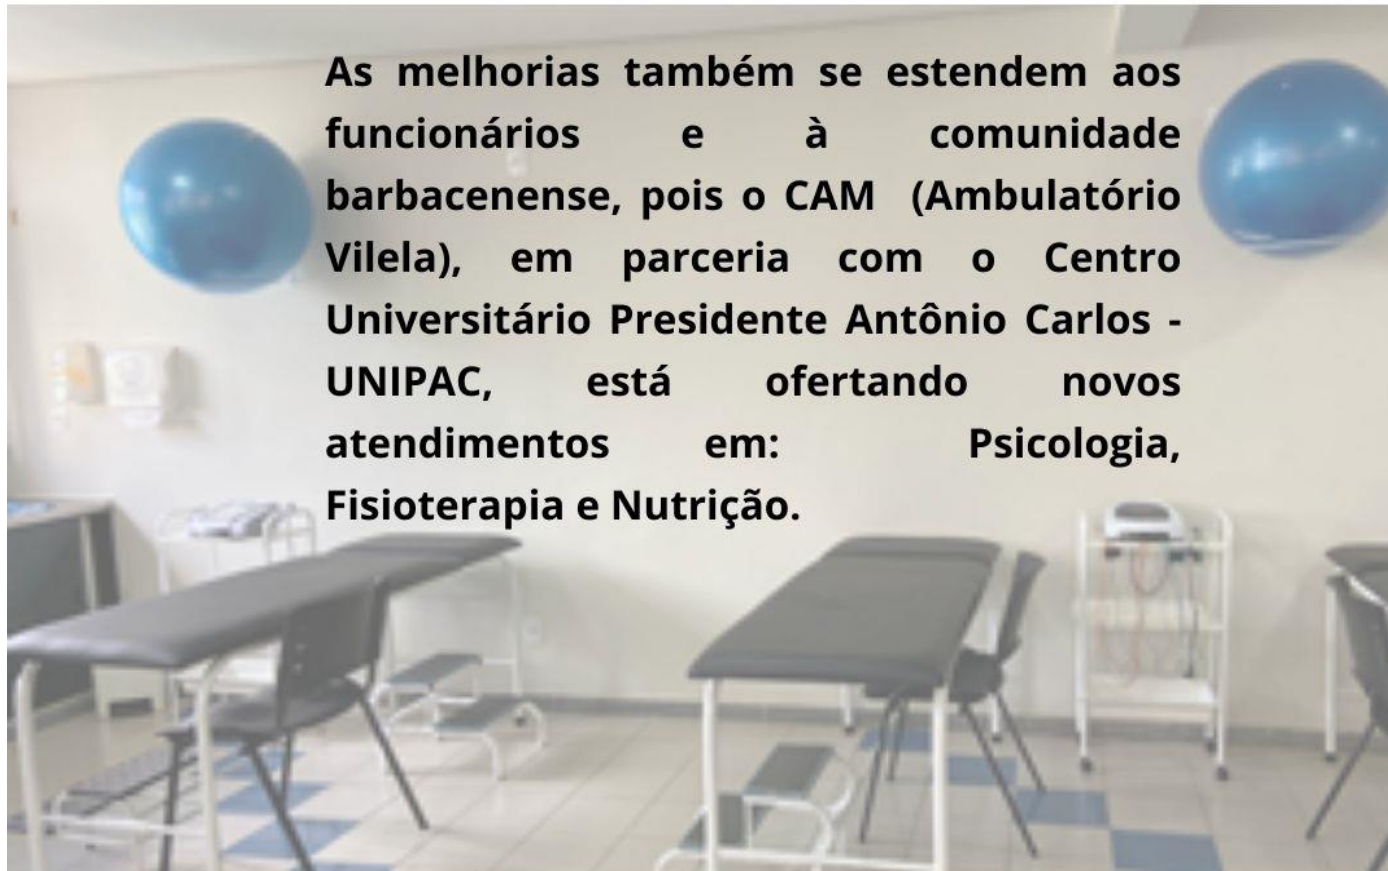 As melhorias também se estendem aos
funcionários e à comunidade
barbacenense, pois o CAM (Ambulatório
Vilela), em parceria com o Centro
Universitário Presidente Antônio Carlos -
UNIPAC, está ofertando novos
atendimentos em: Psicologia,
Fisioterapia e Nutrição.